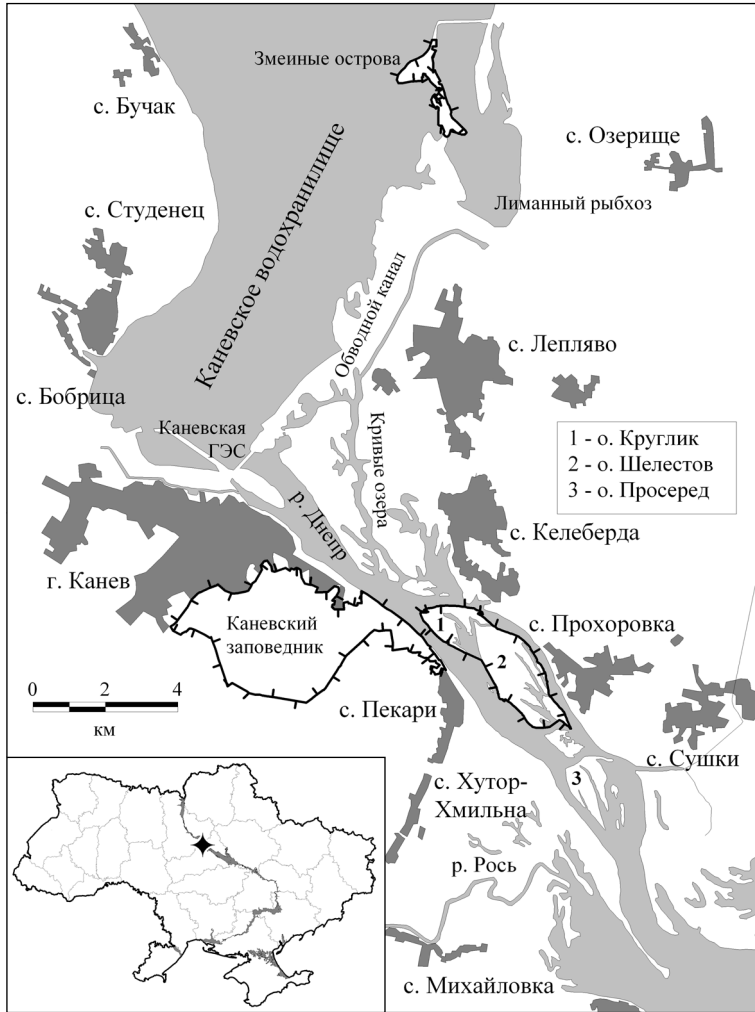 Змеиные острова
с. Бучак
с. Озерище
с. Студенец
Лиманный рыбхоз
Каневское водохранилище
Обводной канал
с. Лепляво
с. Бобрица
Каневская
ГЭС
Кривые озера
1 - о. Круглик
2 - о. Шелестов
3 - о. Просеред
р. Днепр
с. Келеберда
г. Канев
Каневский
заповедник
1
с. Прохоровка
2
0 2 4
км
с. Пекари
с. Сушки
3
с. Хутор-
Хмильна
р. Рось
с. Михайловка